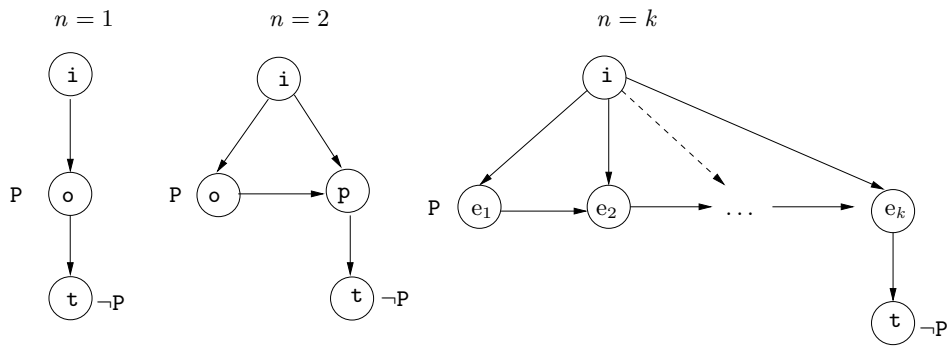 n = 1
i
P o
t ¬P
n = 2
i
P o p
t ¬P
n = k
i
P e₁ e₂ ... eₖ
t ¬P